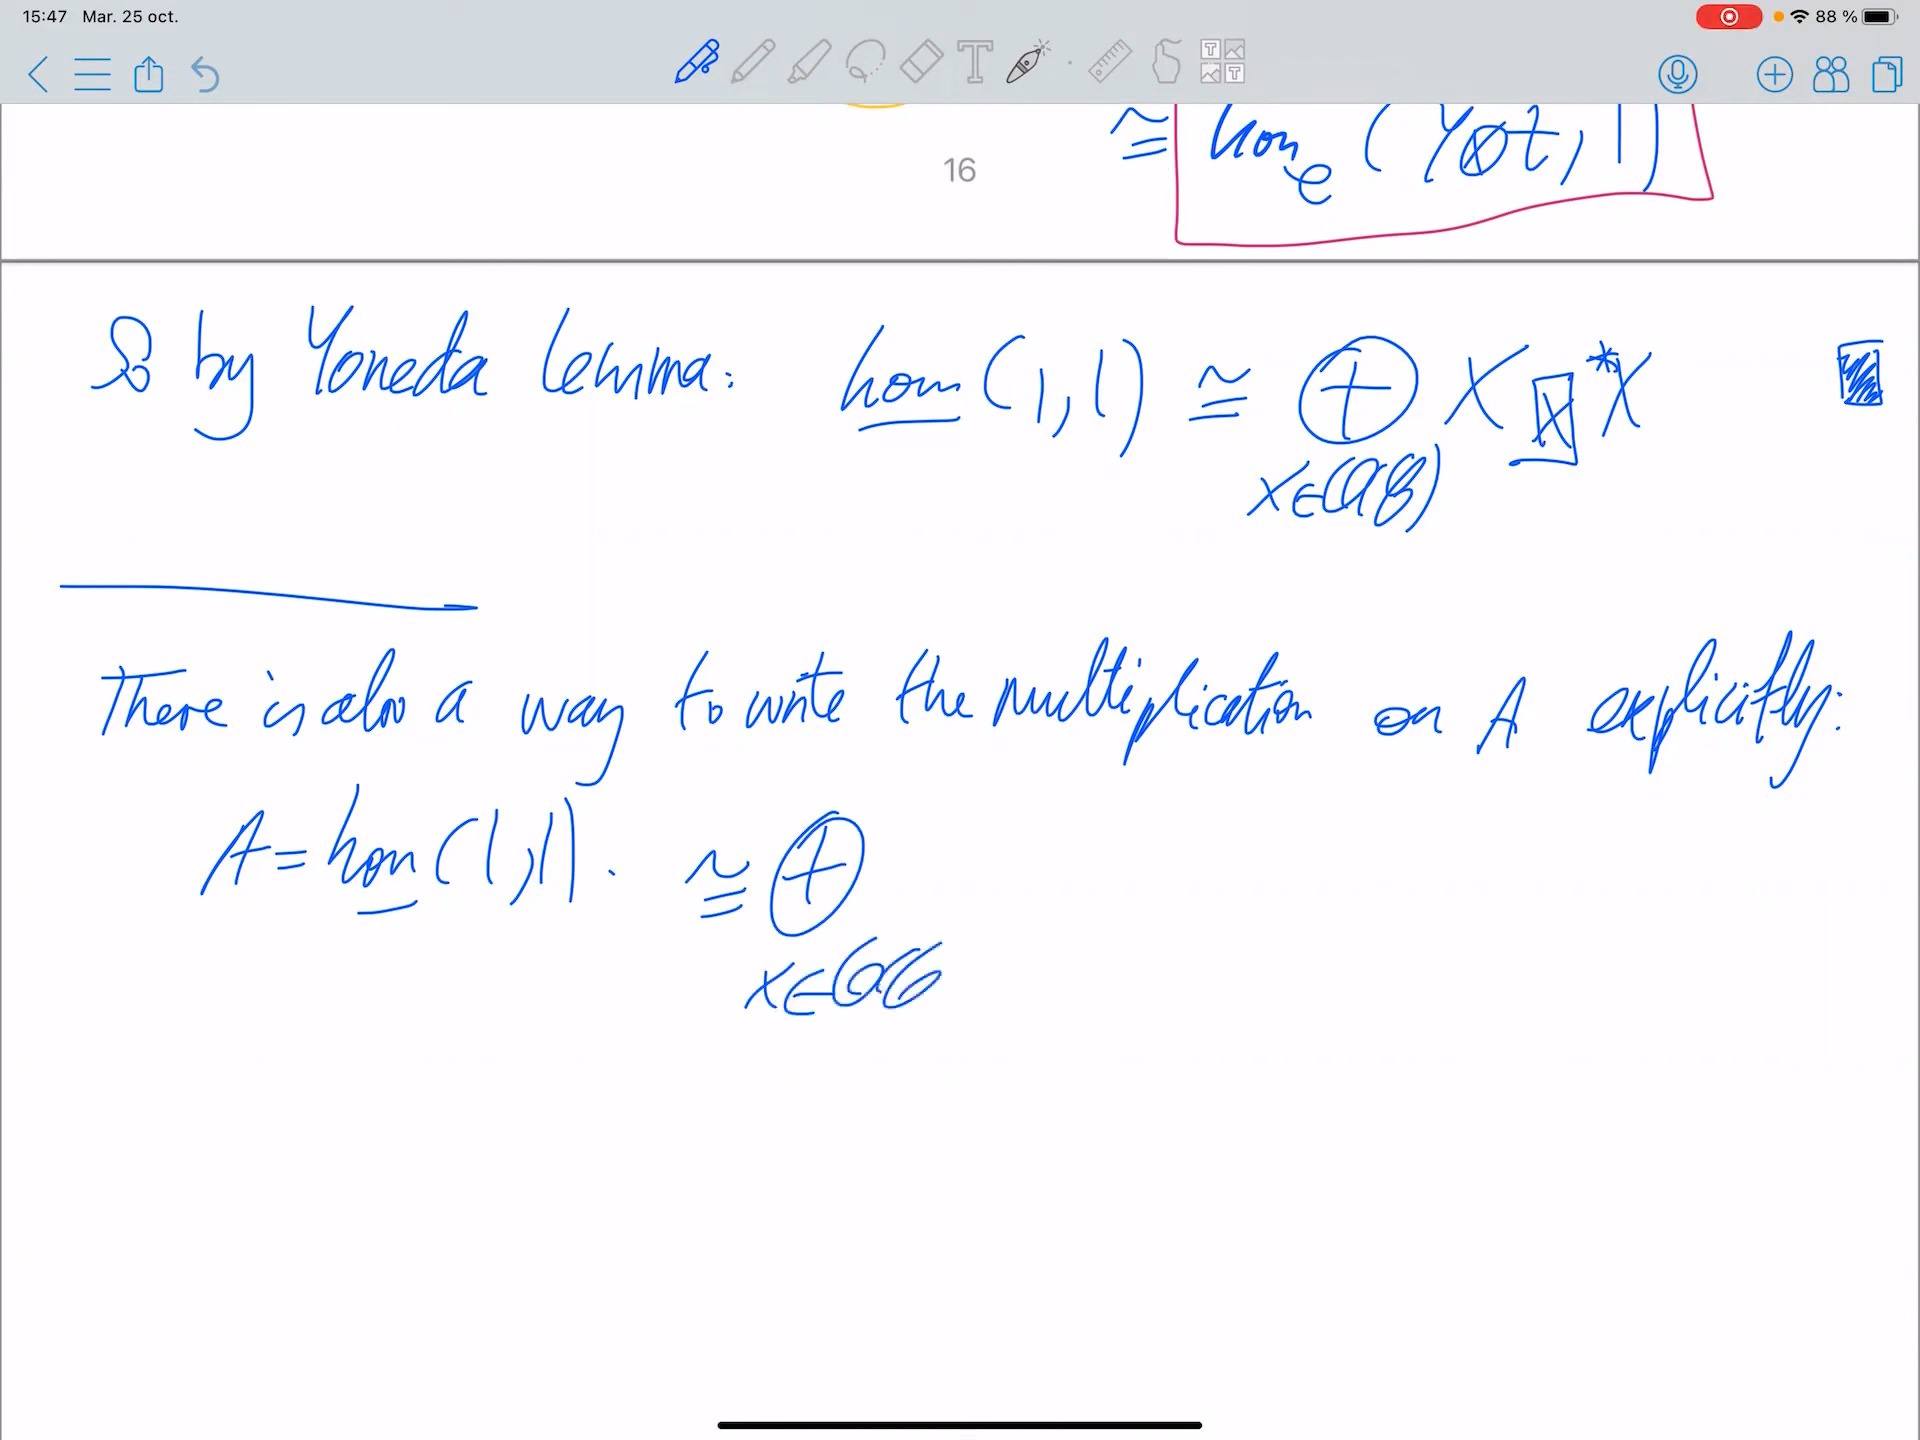 15:47 Mar. 25 oct. 88 %
≅ hom_e (Y⊗t, 1)
16
So by Yoneda lemma: hom(1,1) ≅ ⊕ X ⊠ *X
There is also a way to write the multiplication on A explicitly:
A = hom(1,1). ≅ ⊕